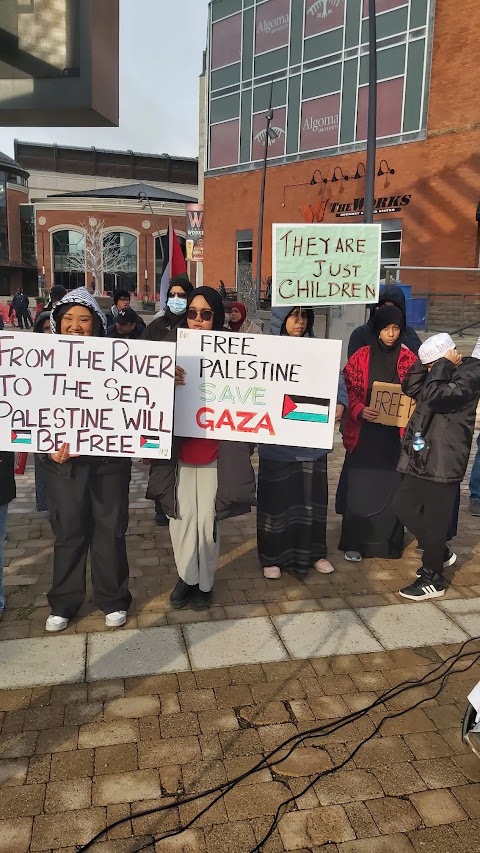 Algoma
Algoma
THE WORKS
W
THEY ARE
JUST
CHILDREN
FROM THE RIVER
TO THE SEA,
PALESTINE WILL
BE FREE
FREE
PALESTINE
SAVE
GAZA
FREE